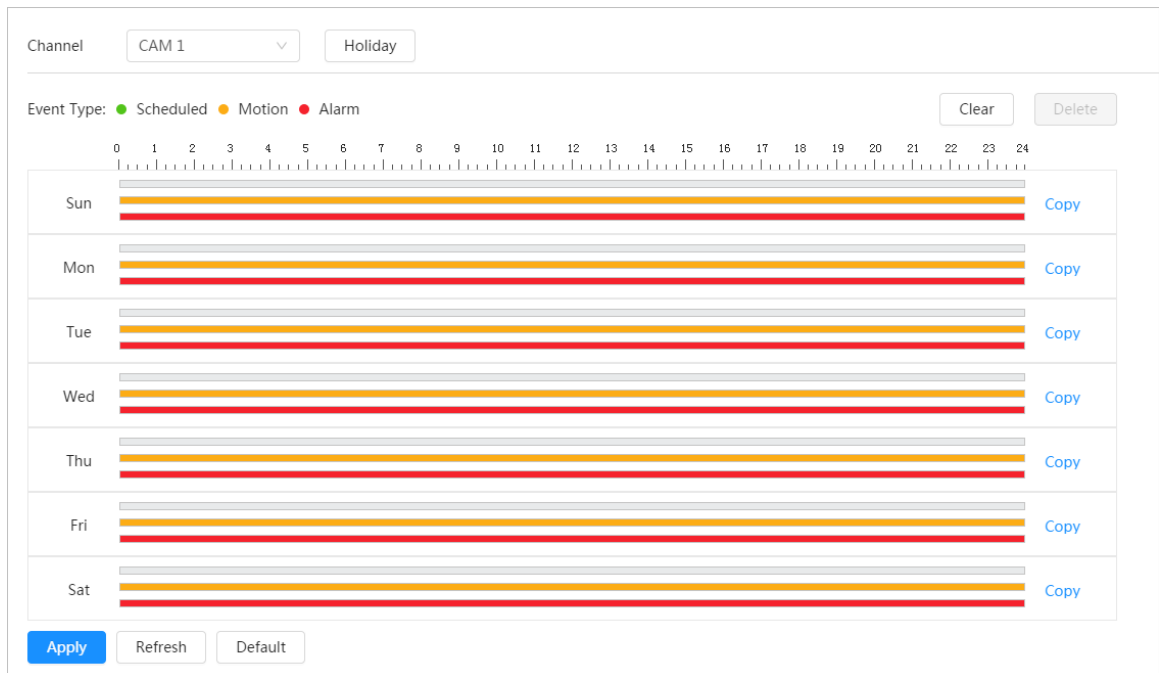 Channel CAM 1 Holiday
Event Type: Scheduled Motion Alarm Clear Delete
0 1 2 3 4 5 6 7 8 9 10 11 12 13 14 15 16 17 18 19 20 21 22 23 24
Sun Copy
Mon Copy
Tue Copy
Wed Copy
Thu Copy
Fri Copy
Sat Copy
Apply Refresh Default